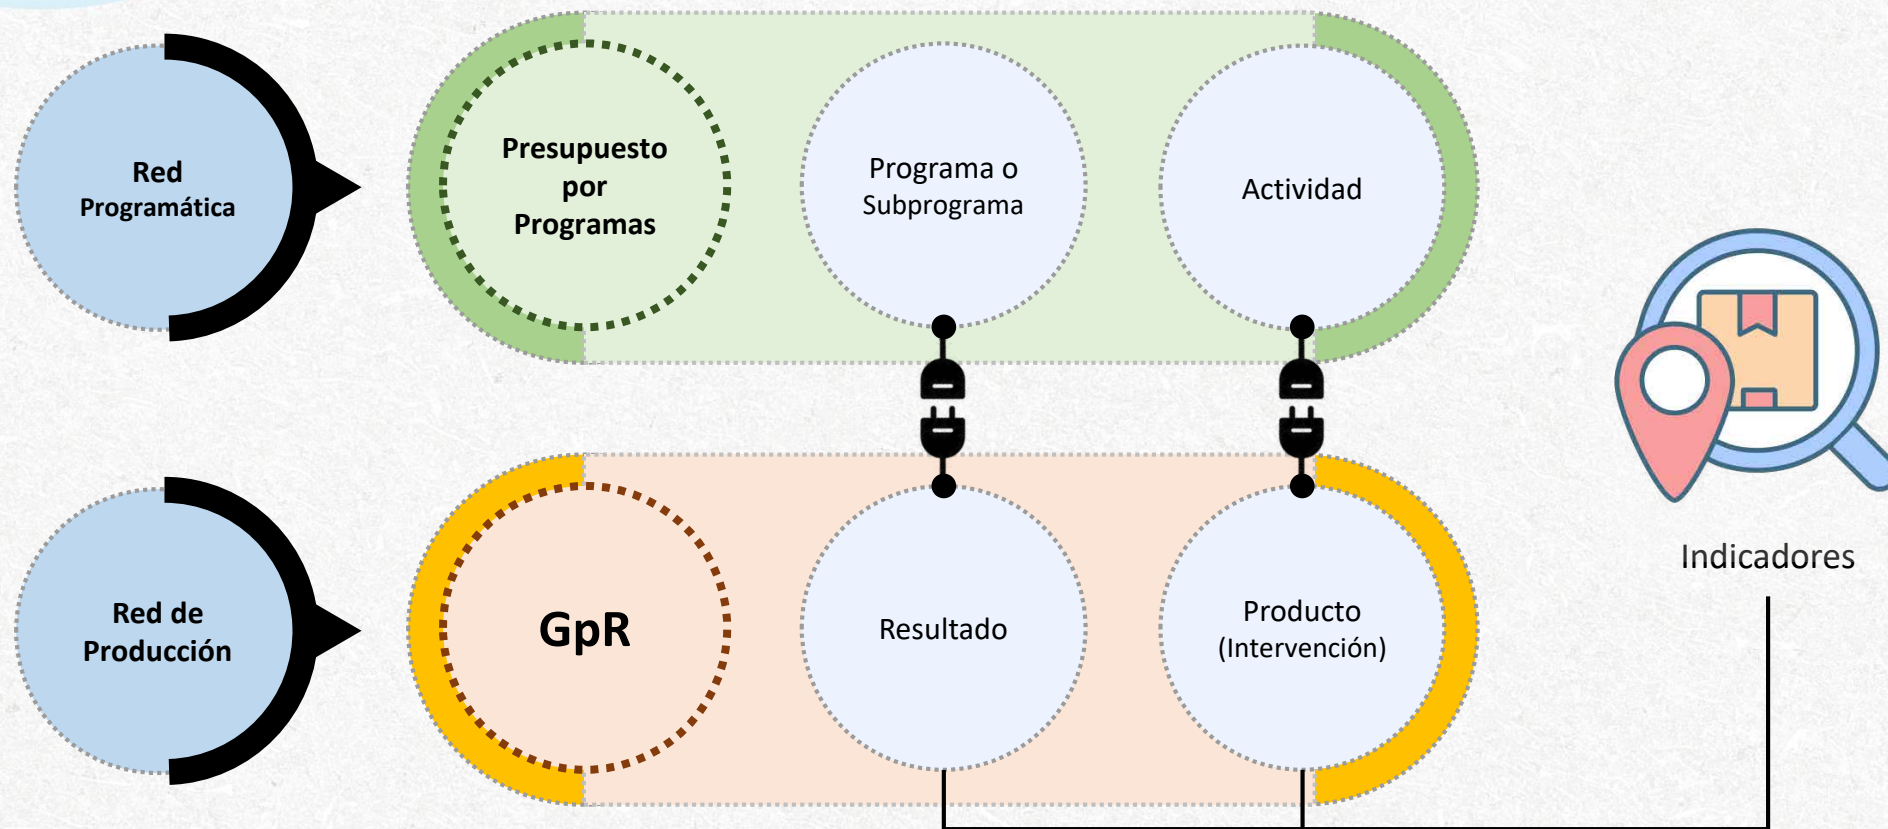 Red
Programática
Presupuesto
por
Programas
Programa o
Subprograma
Actividad
Red de
Producción
GpR
Resultado
Producto
(Intervención)
Indicadores